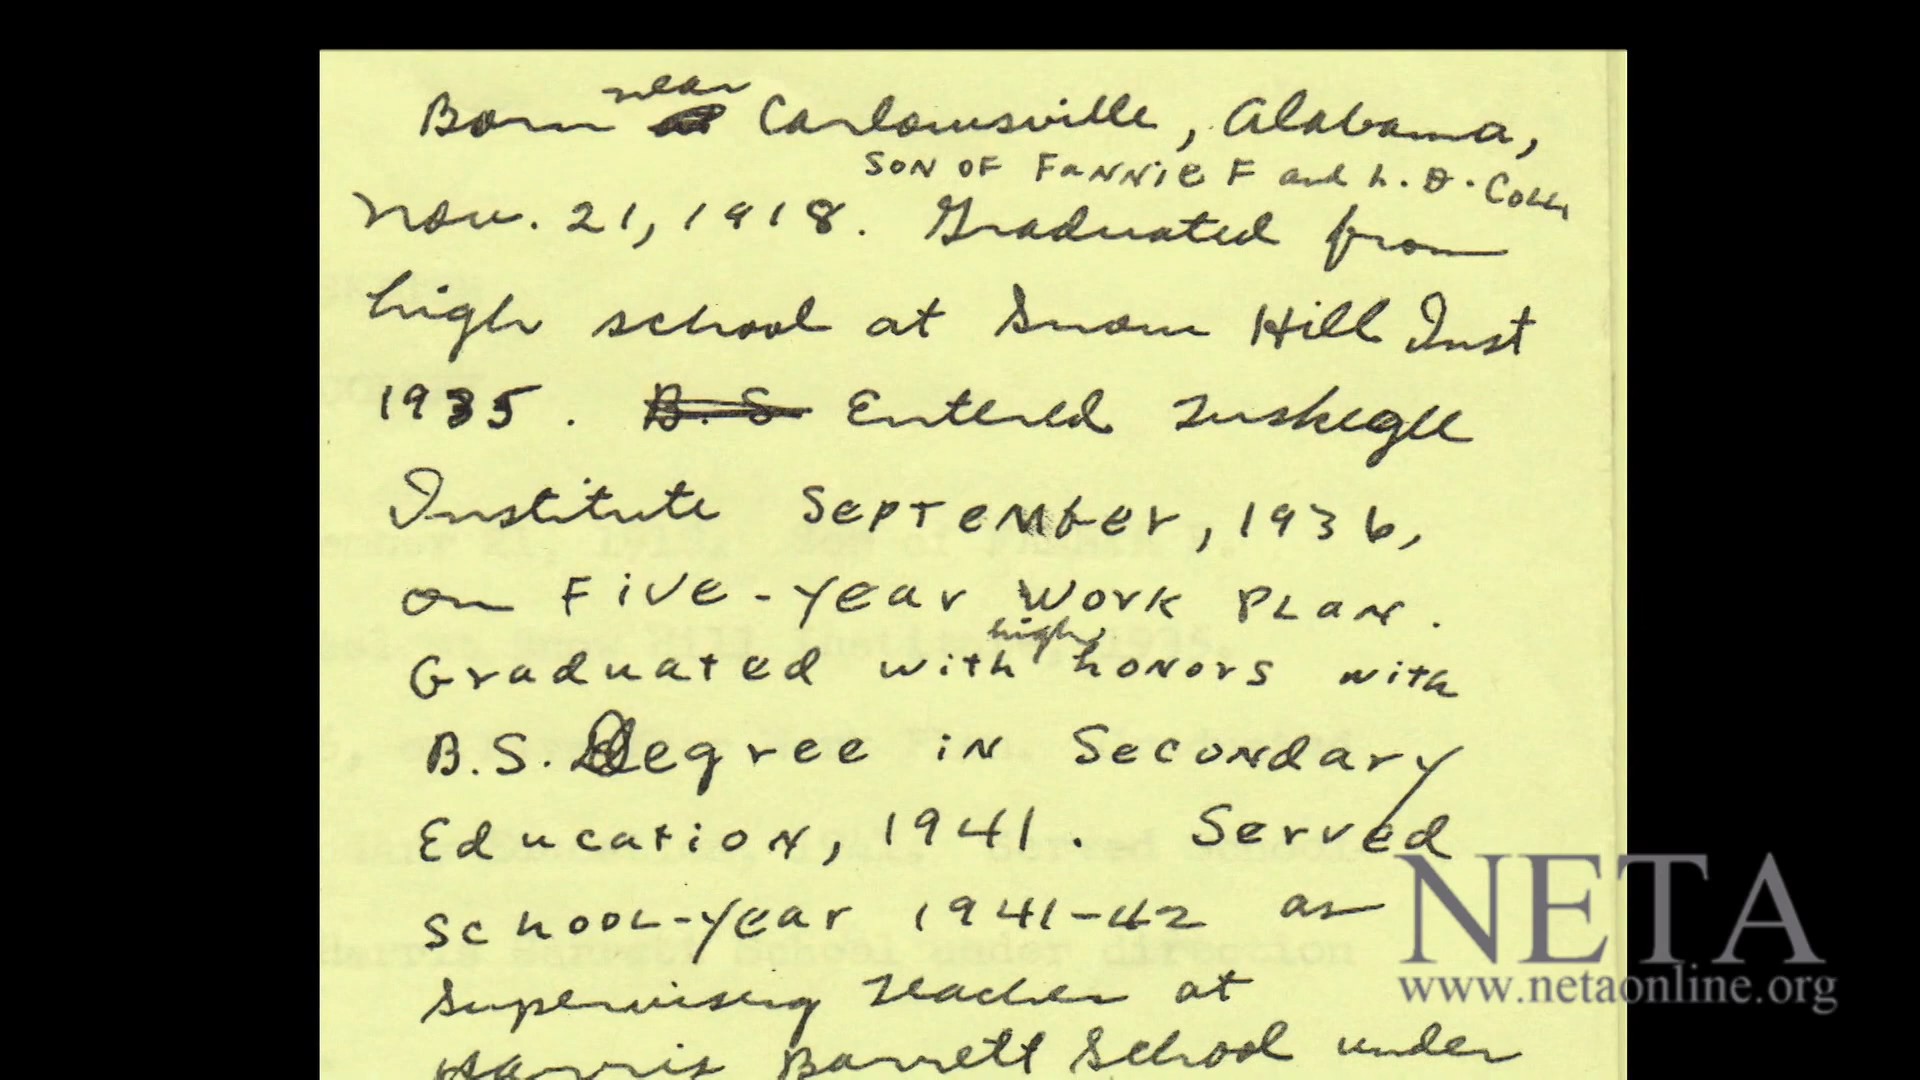 near
Born at Carlowsville, Alabama,
SON OF FANNIE F and L. D. 
Nov. 21, 1918. Graduated from
high school at Snow Hill Inst
1935. B.S Entered Tuskegee
Institute September, 1936,
on Five-Year Work Plan.
high
Graduated with honors with
B.S. Degree in Secondary
Education, 1941. Served
School-Year 1941-42 as
Supervising Teacher at
Harris Barrett School under
NETA
www.netaonline.org